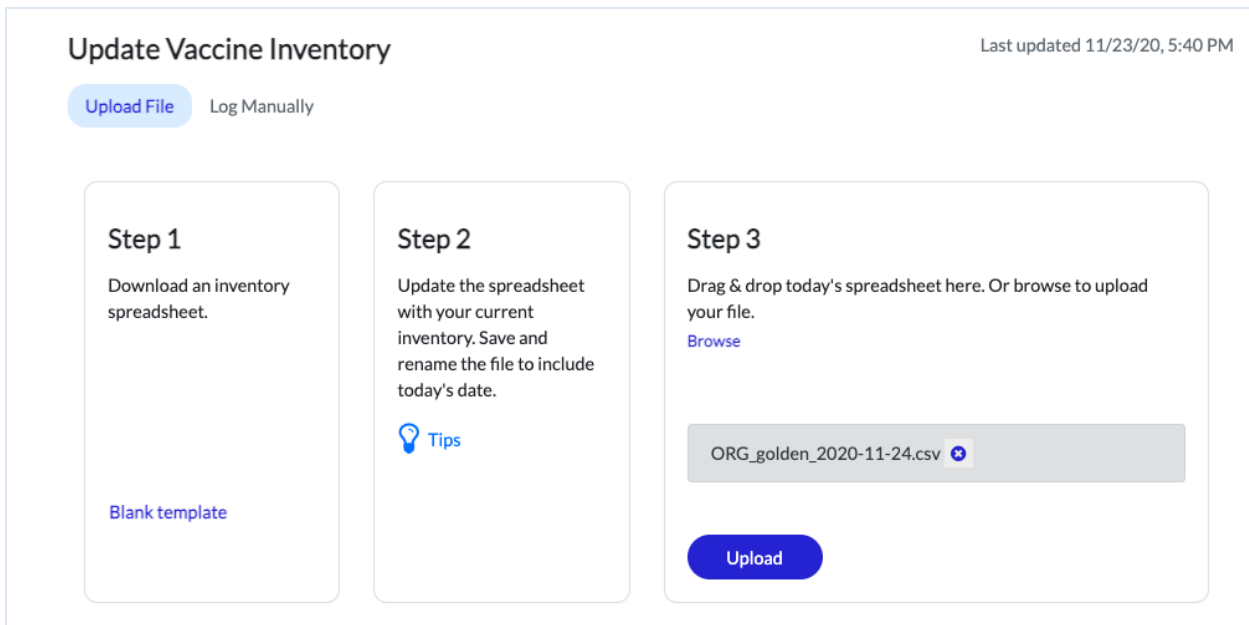 Update Vaccine Inventory
Last updated 11/23/20, 5:40 PM
Upload File
Log Manually
Step 1
Download an inventory
spreadsheet.
Blank template
Step 2
Update the spreadsheet
with your current
inventory. Save and
rename the file to include
today's date.
Tips
Step 3
Drag & drop today's spreadsheet here. Or browse to upload
your file.
Browse
ORG_golden_2020-11-24.csv
Upload